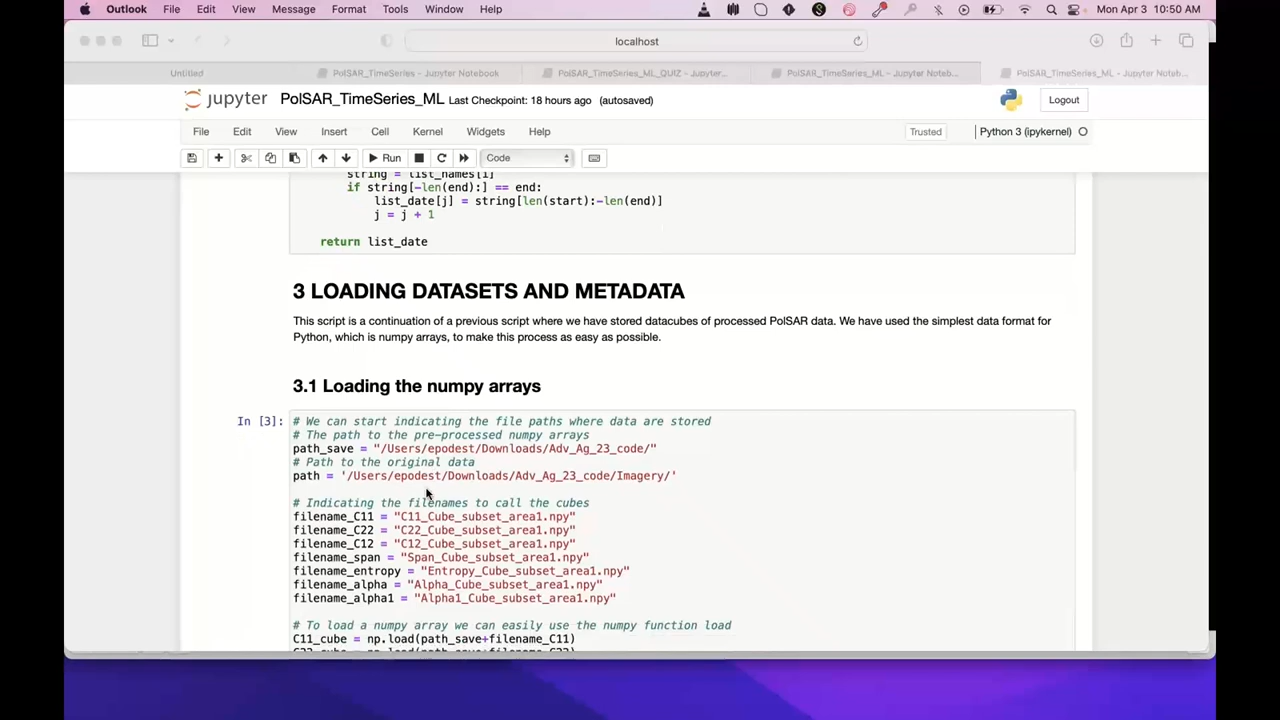 Outlook File Edit View Message Format Tools Window Help Mon Apr 3 10:50 AM
localhost
Untitled PolSAR_TimeSeries - Jupyter Notebook PolSAR_TimeSeries_ML_QUIZ - Jupyter... PolSAR_TimeSeries_ML - Jupyter Noteb... PolSAR_TimeSeries_ML - Jupyter Noteb...
jupyter PolSAR_TimeSeries_ML Last Checkpoint: 18 hours ago (autosaved) Logout
File Edit View Insert Cell Kernel Widgets Help Trusted Python 3 (ipykernel)
Run Code
string = list_names[i]
if string[-len(end):] == end:
list_date[j] = string[len(start):-len(end)]
j = j + 1
return list_date
3 LOADING DATASETS AND METADATA
This script is a continuation of a previous script where we have stored datacubes of processed PolSAR data. We have used the simplest data format for
Python, which is numpy arrays, to make this process as easy as possible.
3.1 Loading the numpy arrays
In [3]: # We can start indicating the file paths where data are stored
# The path to the pre-processed numpy arrays
path_save = "/Users/epodest/Downloads/Adv_Ag_23_code/"
# Path to the original data
path = '/Users/epodest/Downloads/Adv_Ag_23_code/Imagery/'
# Indicating the filenames to call the cubes
filename_C11 = "C11_Cube_subset_area1.npy"
filename_C22 = "C22_Cube_subset_area1.npy"
filename_C12 = "C12_Cube_subset_area1.npy"
filename_span = "Span_Cube_subset_area1.npy"
filename_entropy = "Entropy_Cube_subset_area1.npy"
filename_alpha = "Alpha_Cube_subset_area1.npy"
filename_alpha1 = "Alpha1_Cube_subset_area1.npy"
# To load a numpy array we can easily use the numpy function load
C11_cube = np.load(path_save+filename_C11)